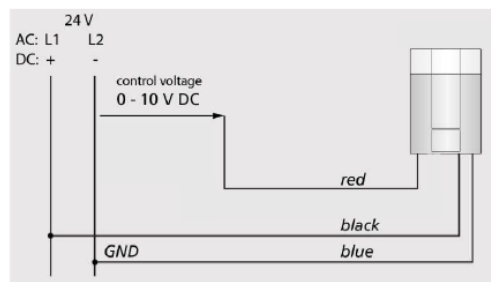 24 V
AC: L1 L2
DC: + -
control voltage
0 - 10 V DC
red
black
GND blue